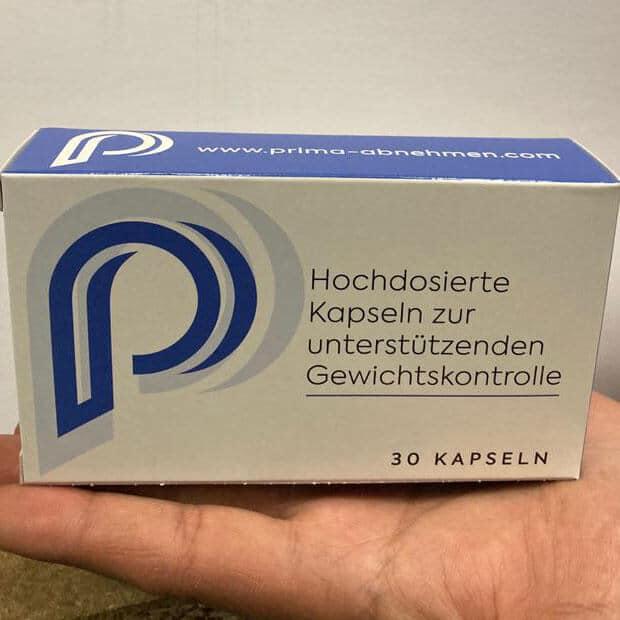 www.prima-abnehmen.com
Hochdosierte
Kapseln zur
unterstützenden
Gewichtskontrolle
30 KAPSELN